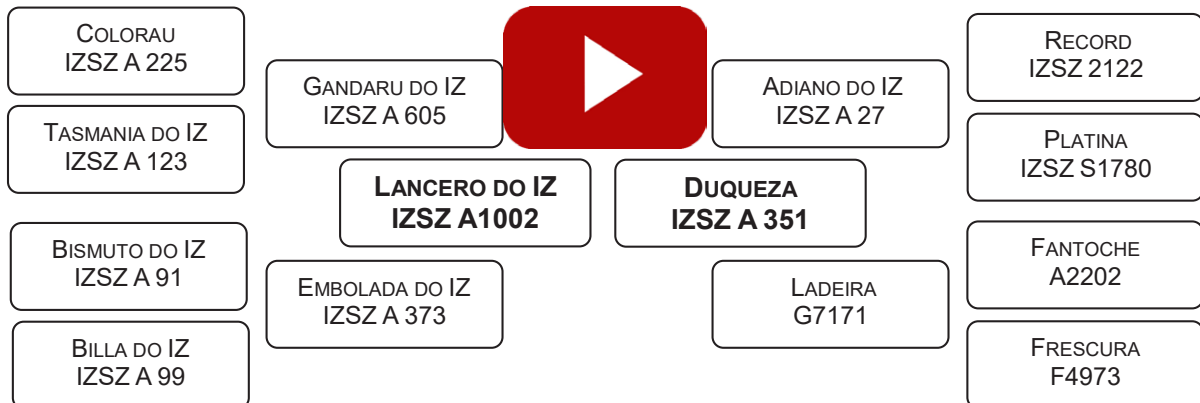 COLORAU
IZSZ A 225
TASMANIA DO IZ
IZSZ A 123
BISMUTO DO IZ
IZSZ A 91
BILLA DO IZ
IZSZ A 99
GANDARU DO IZ
IZSZ A 605
EMBOLADA DO IZ
IZSZ A 373
LANCERO DO IZ
IZSZ A1002
DUQUEZA
IZSZ A 351
ADIANO DO IZ
IZSZ A 27
LADEIRA
G7171
RECORD
IZSZ 2122
PLATINA
IZSZ S1780
FANTOCHE
A2202
FRESCURA
F4973